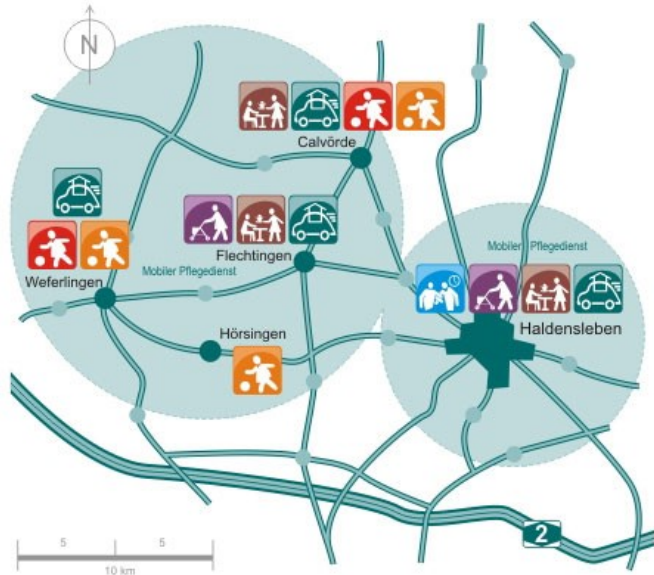 N
Calvörde
Flechtingen
Weferlingen
Mobiler Pflegedienst
Mobiler Pflegedienst
Haldensleben
Hörsingen
2
5 5
10 km